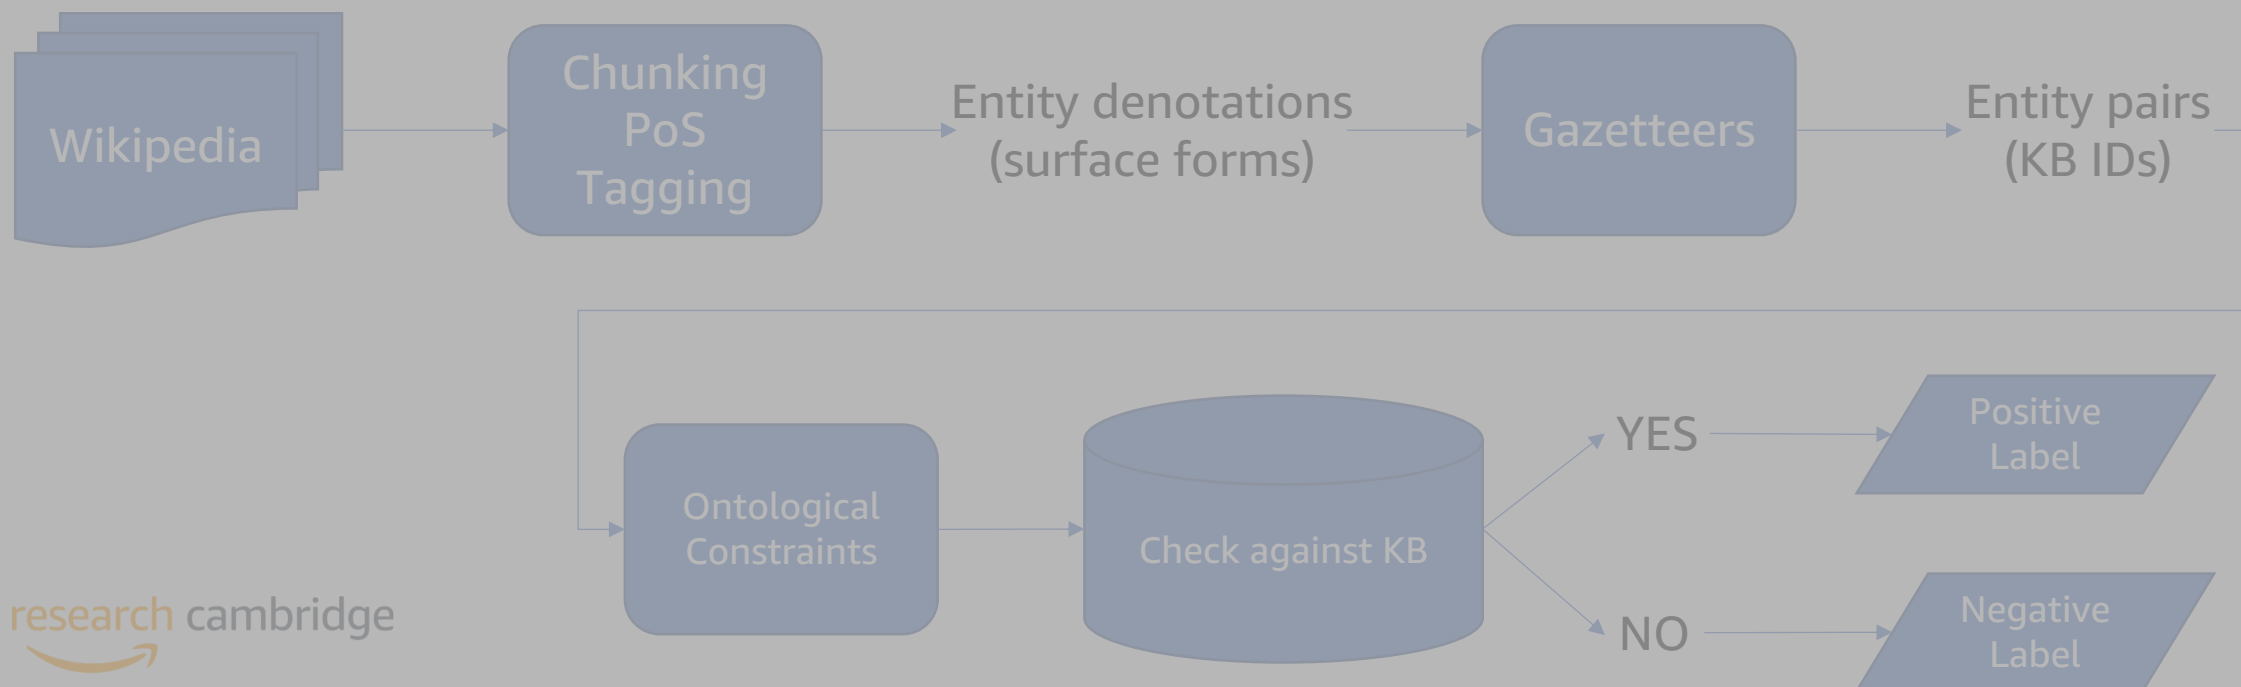 Wikipedia
Chunking
PoS
Tagging
Entity denotations
(surface forms)
Gazetteers
Entity pairs
(KB IDs)
Ontological
Constraints
Check against KB
YES
Positive
Label
NO
Negative
Label
research cambridge